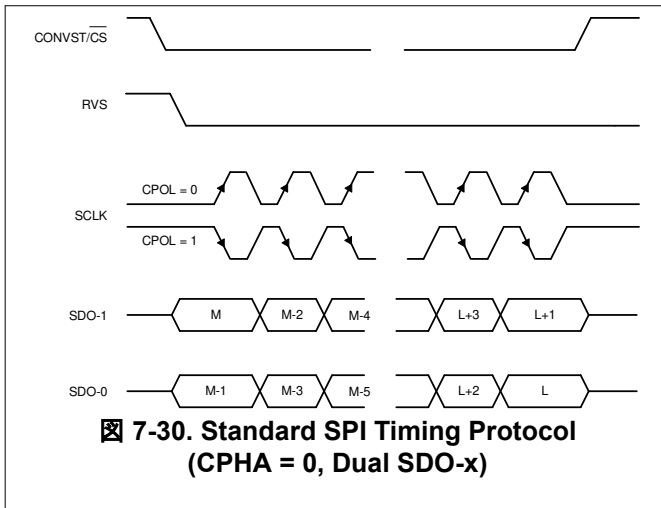 CONVST/CS
RVS
CPOL = 0
SCLK
CPOL = 1
SDO-1 M M-2 M-4 L+3 L+1
SDO-0 M-1 M-3 M-5 L+2 L
図 7-30. Standard SPI Timing Protocol
(CPHA = 0, Dual SDO-x)